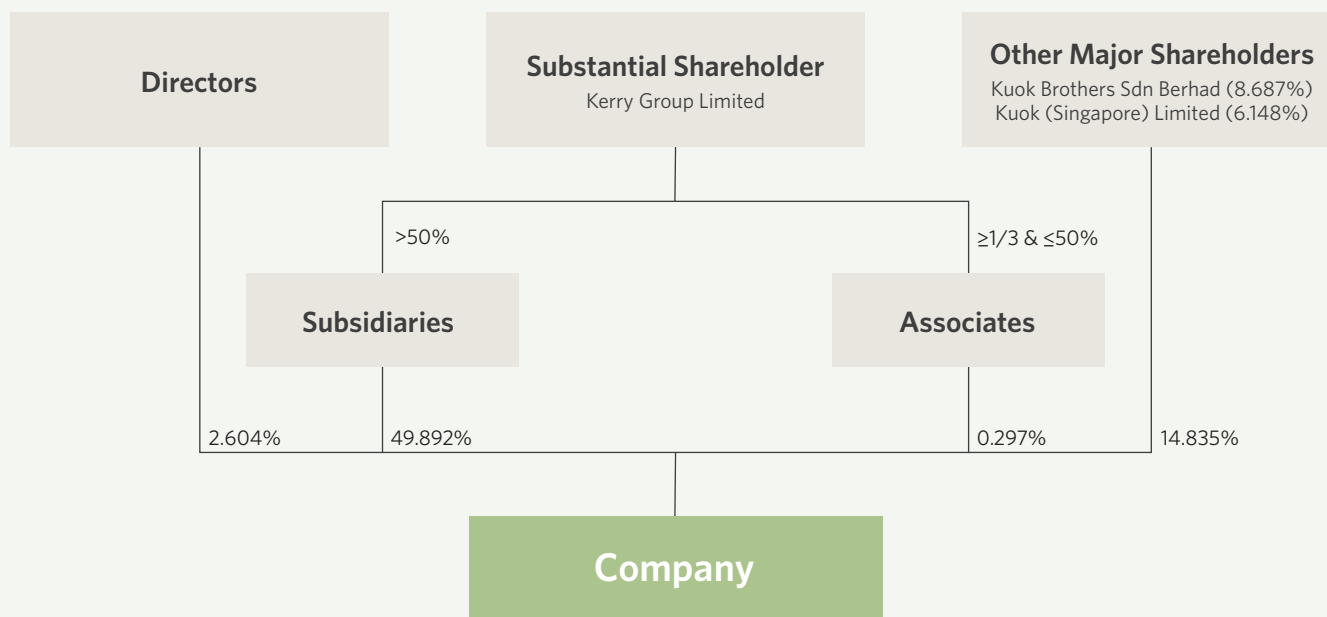 Directors
Substantial Shareholder
Kerry Group Limited
Other Major Shareholders
Kuok Brothers Sdn Berhad (8.687%)
Kuok (Singapore) Limited (6.148%)
>50%
≥1/3 & ≤50%
Subsidiaries
Associates
2.604%
49.892%
0.297%
14.835%
Company